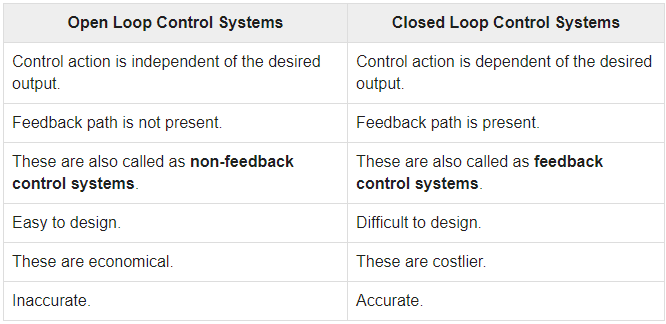 Open Loop Control Systems
Closed Loop Control Systems
Control action is independent of the desired
output.
Control action is dependent of the desired
output.
Feedback path is not present.
Feedback path is present.
These are also called as non-feedback
control systems.
These are also called as feedback
control systems.
Easy to design.
Difficult to design.
These are economical.
These are costlier.
Inaccurate.
Accurate.